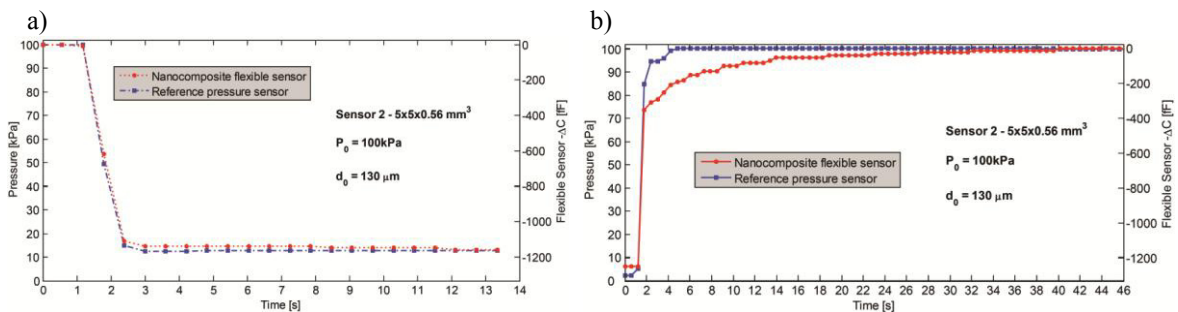 a)
100
90
80
70
60
50
40
30
20
10
0
Pressure [kPa]
0
-200
-400
-600
-800
-1000
-1200
Flexible Sensor -ΔC [fF]
Nanocomposite flexible sensor
Reference pressure sensor
Sensor 2 - 5x5x0.56 mm³
P₀ = 100kPa
d₀ = 130 μm
0 1 2 3 4 5 6 7 8 9 10 11 12 13 14
Time [s]
b)
100
90
80
70
60
50
40
30
20
10
0
Pressure [kPa]
0
-200
-400
-600
-800
-1000
-1200
Flexible Sensor -ΔC [fF]
Sensor 2 - 5x5x0.56 mm³
P₀ = 100kPa
Nanocomposite flexible sensor
Reference pressure sensor
d₀ = 130 μm
0 2 4 6 8 10 12 14 16 18 20 22 24 26 28 30 32 34 36 38 40 42 44 46
Time [s]